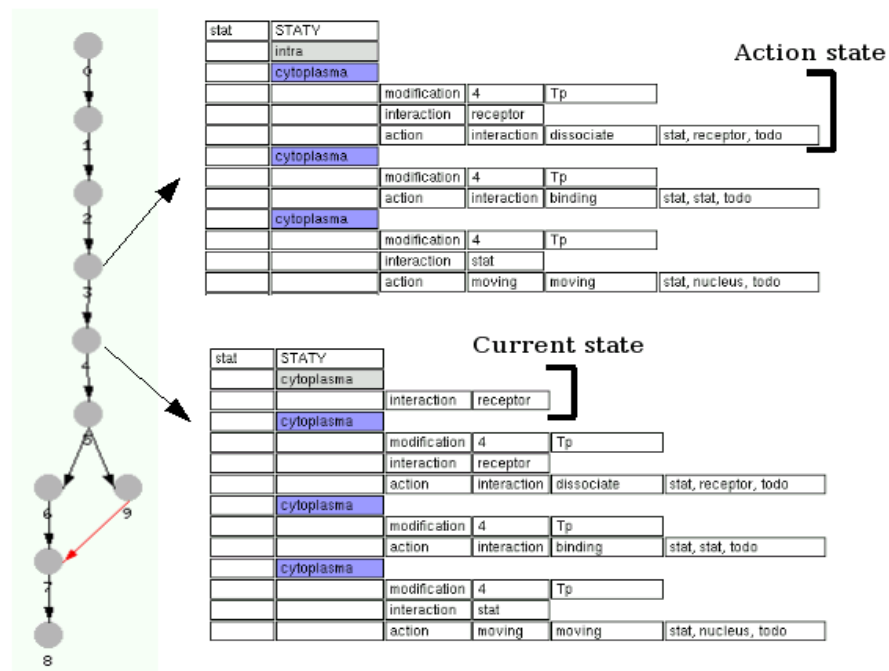 stat STATY
intra
Action state
cytoplasma
modification 4 Tp
interaction receptor
action interaction dissociate stat, receptor, todo
cytoplasma
modification 4 Tp
action interaction binding stat, stat, todo
cytoplasma
modification 4 Tp
interaction stat
action moving moving stat, nucleus, todo
Current state
stat STATY
cytoplasma
interaction receptor
cytoplasma
modification 4 Tp
interaction receptor
action interaction dissociate stat, receptor, todo
cytoplasma
modification 4 Tp
action interaction binding stat, stat, todo
cytoplasma
modification 4 Tp
interaction stat
action moving moving stat, nucleus, todo
0
1
2
3
4
5
6 9
7
8